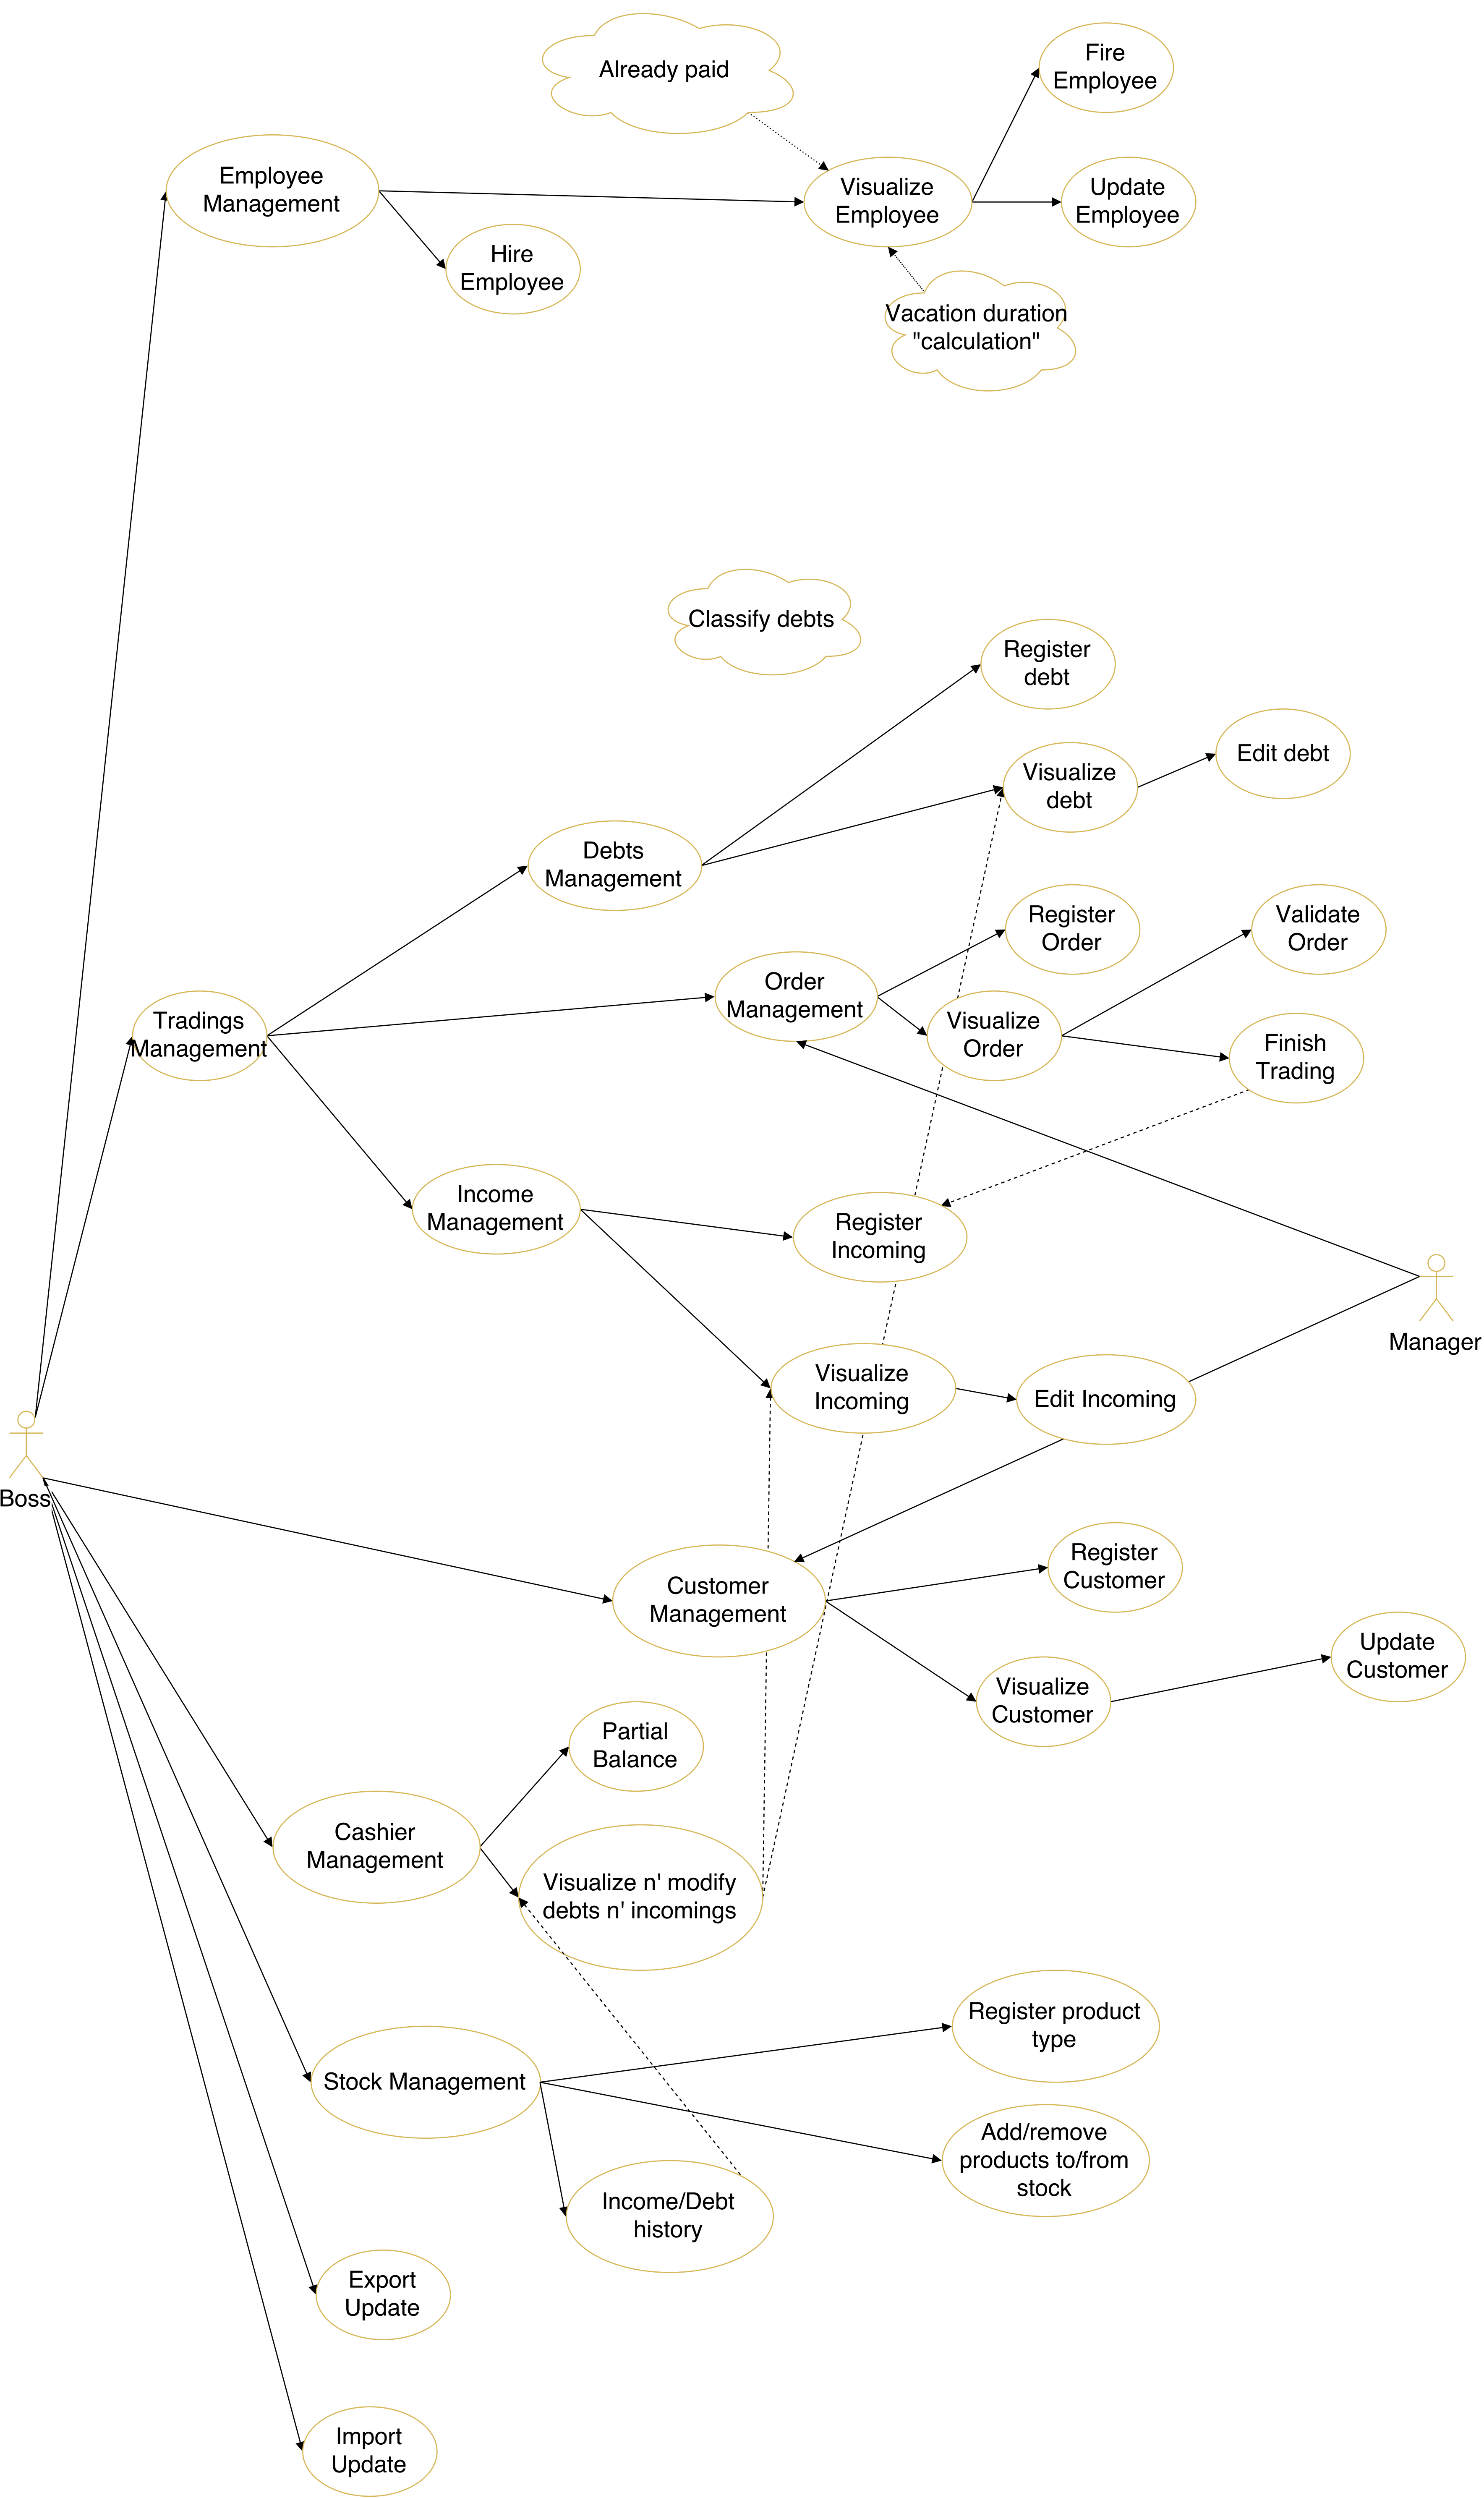 Already paid
Fire
Employee
Employee
Management
Visualize
Employee
Update
Employee
Hire
Employee
Vacation duration
"calculation"
Classify debts
Register
debt
Visualize
debt
Edit debt
Debts
Management
Register
Order
Validate
Order
Order
Management
Tradings
Management
Visualize
Order
Finish
Trading
Income
Management
Register
Incoming
Manager
Visualize
Incoming
Edit Incoming
Boss
Customer
Management
Register
Customer
Visualize
Customer
Update
Customer
Partial
Balance
Cashier
Management
Visualize n' modify
debts n' incomings
Register product
type
Stock Management
Add/remove
products to/from
stock
Income/Debt
history
Export
Update
Import
Update